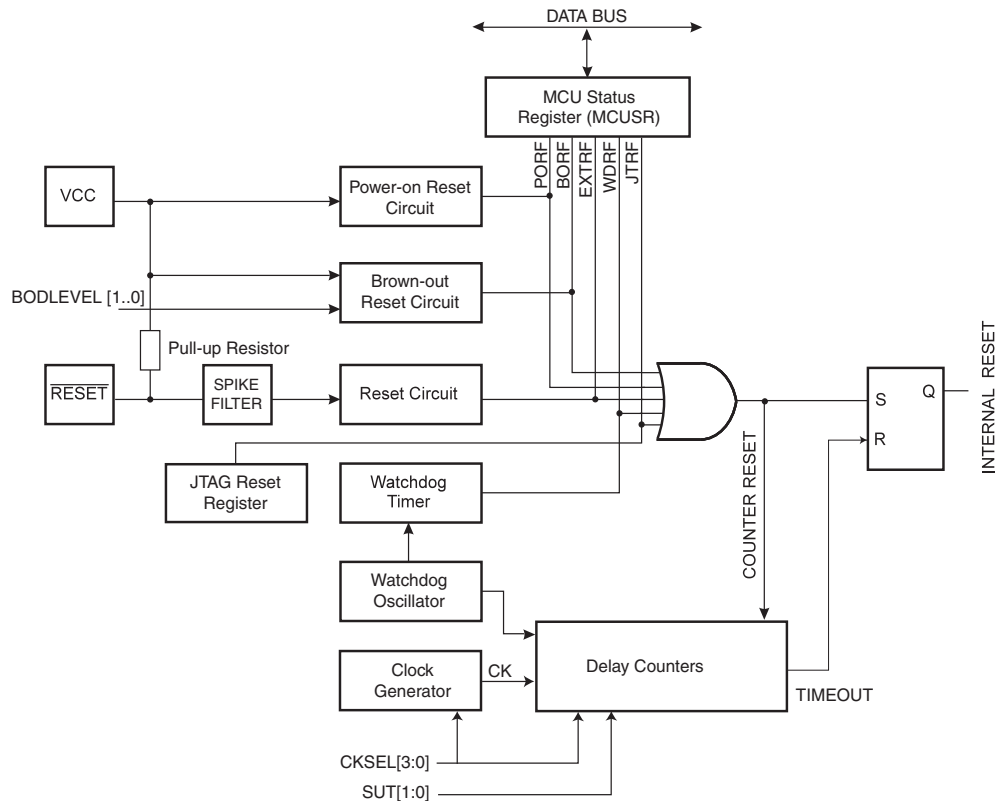 DATA BUS
MCU Status
Register (MCUSR)
PORF
BORF
EXTRF
WDRF
JTRF
VCC
Power-on Reset
Circuit
Brown-out
Reset Circuit
BODLEVEL [1..0]
Pull-up Resistor
RESET
SPIKE
FILTER
Reset Circuit
JTAG Reset
Register
Watchdog
Timer
Watchdog
Oscillator
Clock
Generator
CK
Delay Counters
CKSEL[3:0]
SUT[1:0]
COUNTER RESET
TIMEOUT
S
R
Q
INTERNAL RESET